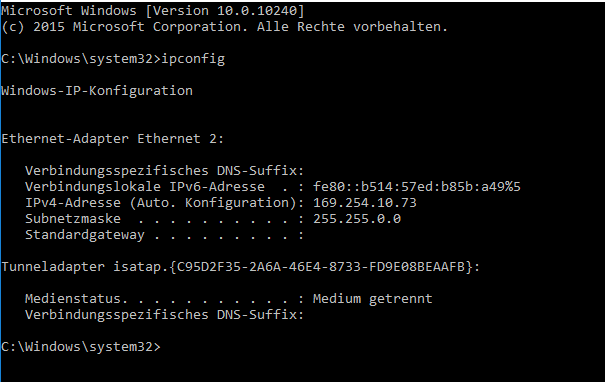 Microsoft Windows [Version 10.0.10240]
(c) 2015 Microsoft Corporation. Alle Rechte vorbehalten.
C:\Windows\system32>ipconfig
Windows-IP-Konfiguration
Ethernet-Adapter Ethernet 2:
Verbindungsspezifisches DNS-Suffix:
Verbindungslokale IPv6-Adresse  . : fe80::b514:57ed:b85b:a49%5
IPv4-Adresse (Auto. Konfiguration): 169.254.10.73
Subnetzmaske  . . . . . . . . . . : 255.255.0.0
Standardgateway . . . . . . . . . :
Tunneladapter isatap.{C95D2F35-2A6A-46E4-8733-FD9E08BEAAFB}:
Medienstatus. . . . . . . . . . . : Medium getrennt
Verbindungsspezifisches DNS-Suffix:
C:\Windows\system32>